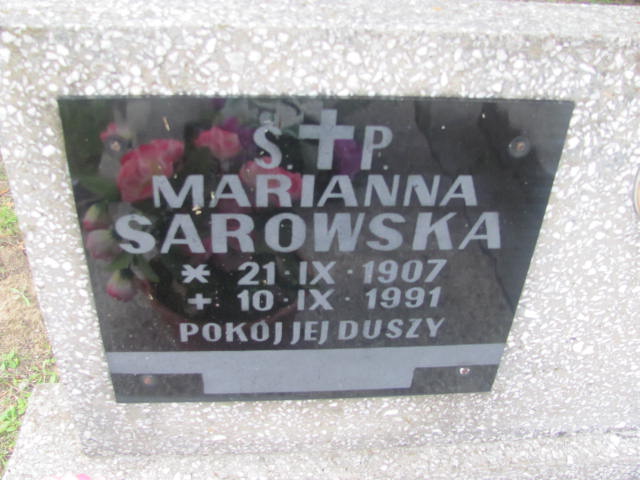 Ś. ✝ P.
MARIANNA
SAROWSKA
* 21·IX·1907
+ 10·IX·1991
POKÓJ JEJ DUSZY